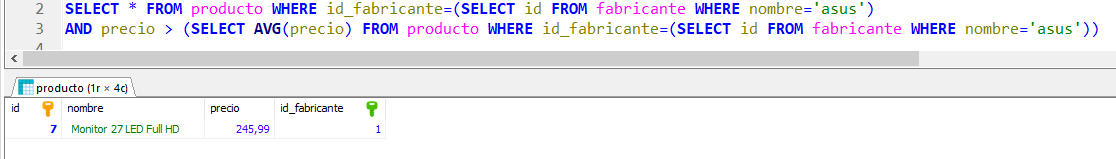 2 SELECT * FROM producto WHERE id_fabricante=(SELECT id FROM fabricante WHERE nombre='asus')
3 AND precio > (SELECT AVG(precio) FROM producto WHERE id_fabricante=(SELECT id FROM fabricante WHERE nombre='asus'))
4
producto (1r × 4c)
id nombre precio id_fabricante
7 Monitor 27 LED Full HD 245,99 1